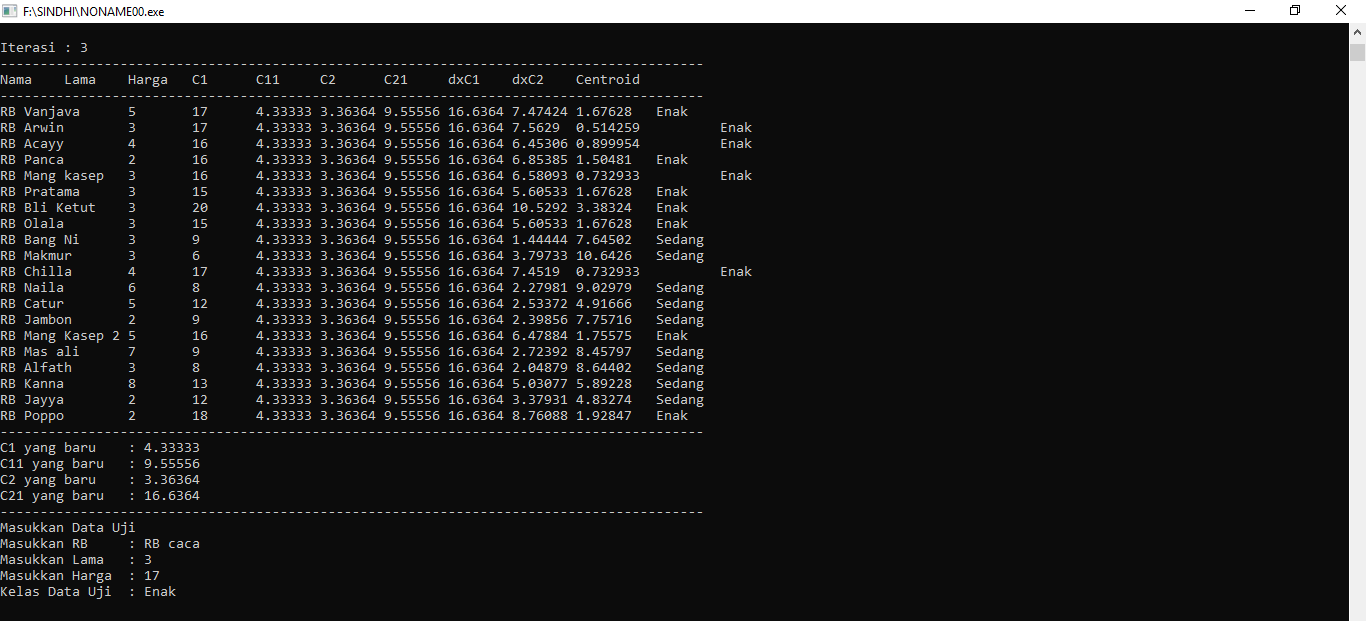 F:\SINDHI\NONAME00.exe
Iterasi : 3
----------------------------------------------------------------------------------------
Nama    Lama    Harga   C1      C11     C2      C21     dxC1    dxC2    Centroid
----------------------------------------------------------------------------------------
RB Vanjava      5       17      4.33333 3.36364 9.55556 16.6364 7.47424 1.67628   Enak
RB Arwin        3       17      4.33333 3.36364 9.55556 16.6364 7.5629  0.514259          Enak
RB Acayy        4       16      4.33333 3.36364 9.55556 16.6364 6.45306 0.899954          Enak
RB Panca        2       16      4.33333 3.36364 9.55556 16.6364 6.85385 1.50481   Enak
RB Mang kasep   3       16      4.33333 3.36364 9.55556 16.6364 6.58093 0.732933          Enak
RB Pratama      3       15      4.33333 3.36364 9.55556 16.6364 5.60533 1.67628   Enak
RB Bli Ketut    3       20      4.33333 3.36364 9.55556 16.6364 10.5292 3.38324   Enak
RB Olala        3       15      4.33333 3.36364 9.55556 16.6364 5.60533 1.67628   Enak
RB Bang Ni      3       9       4.33333 3.36364 9.55556 16.6364 1.44444 7.64502   Sedang
RB Makmur       3       6       4.33333 3.36364 9.55556 16.6364 3.79733 10.6426   Sedang
RB Chilla       4       17      4.33333 3.36364 9.55556 16.6364 7.4519  0.732933          Enak
RB Naila        6       8       4.33333 3.36364 9.55556 16.6364 2.27981 9.02979   Sedang
RB Catur        5       12      4.33333 3.36364 9.55556 16.6364 2.53372 4.91666   Sedang
RB Jambon       2       9       4.33333 3.36364 9.55556 16.6364 2.39856 7.75716   Sedang
RB Mang Kasep 2 5       16      4.33333 3.36364 9.55556 16.6364 6.47884 1.75575   Enak
RB Mas ali      7       9       4.33333 3.36364 9.55556 16.6364 2.72392 8.45797   Sedang
RB Alfath       3       8       4.33333 3.36364 9.55556 16.6364 2.04879 8.64402   Sedang
RB Kanna        8       13      4.33333 3.36364 9.55556 16.6364 5.03077 5.89228   Sedang
RB Jayya        2       12      4.33333 3.36364 9.55556 16.6364 3.37931 4.83274   Sedang
RB Poppo        2       18      4.33333 3.36364 9.55556 16.6364 8.76088 1.92847   Enak
----------------------------------------------------------------------------------------
C1 yang baru    : 4.33333
C11 yang baru   : 9.55556
C2 yang baru    : 3.36364
C21 yang baru   : 16.6364
----------------------------------------------------------------------------------------
Masukkan Data Uji
Masukkan RB     : RB caca
Masukkan Lama   : 3
Masukkan Harga  : 17
Kelas Data Uji  : Enak